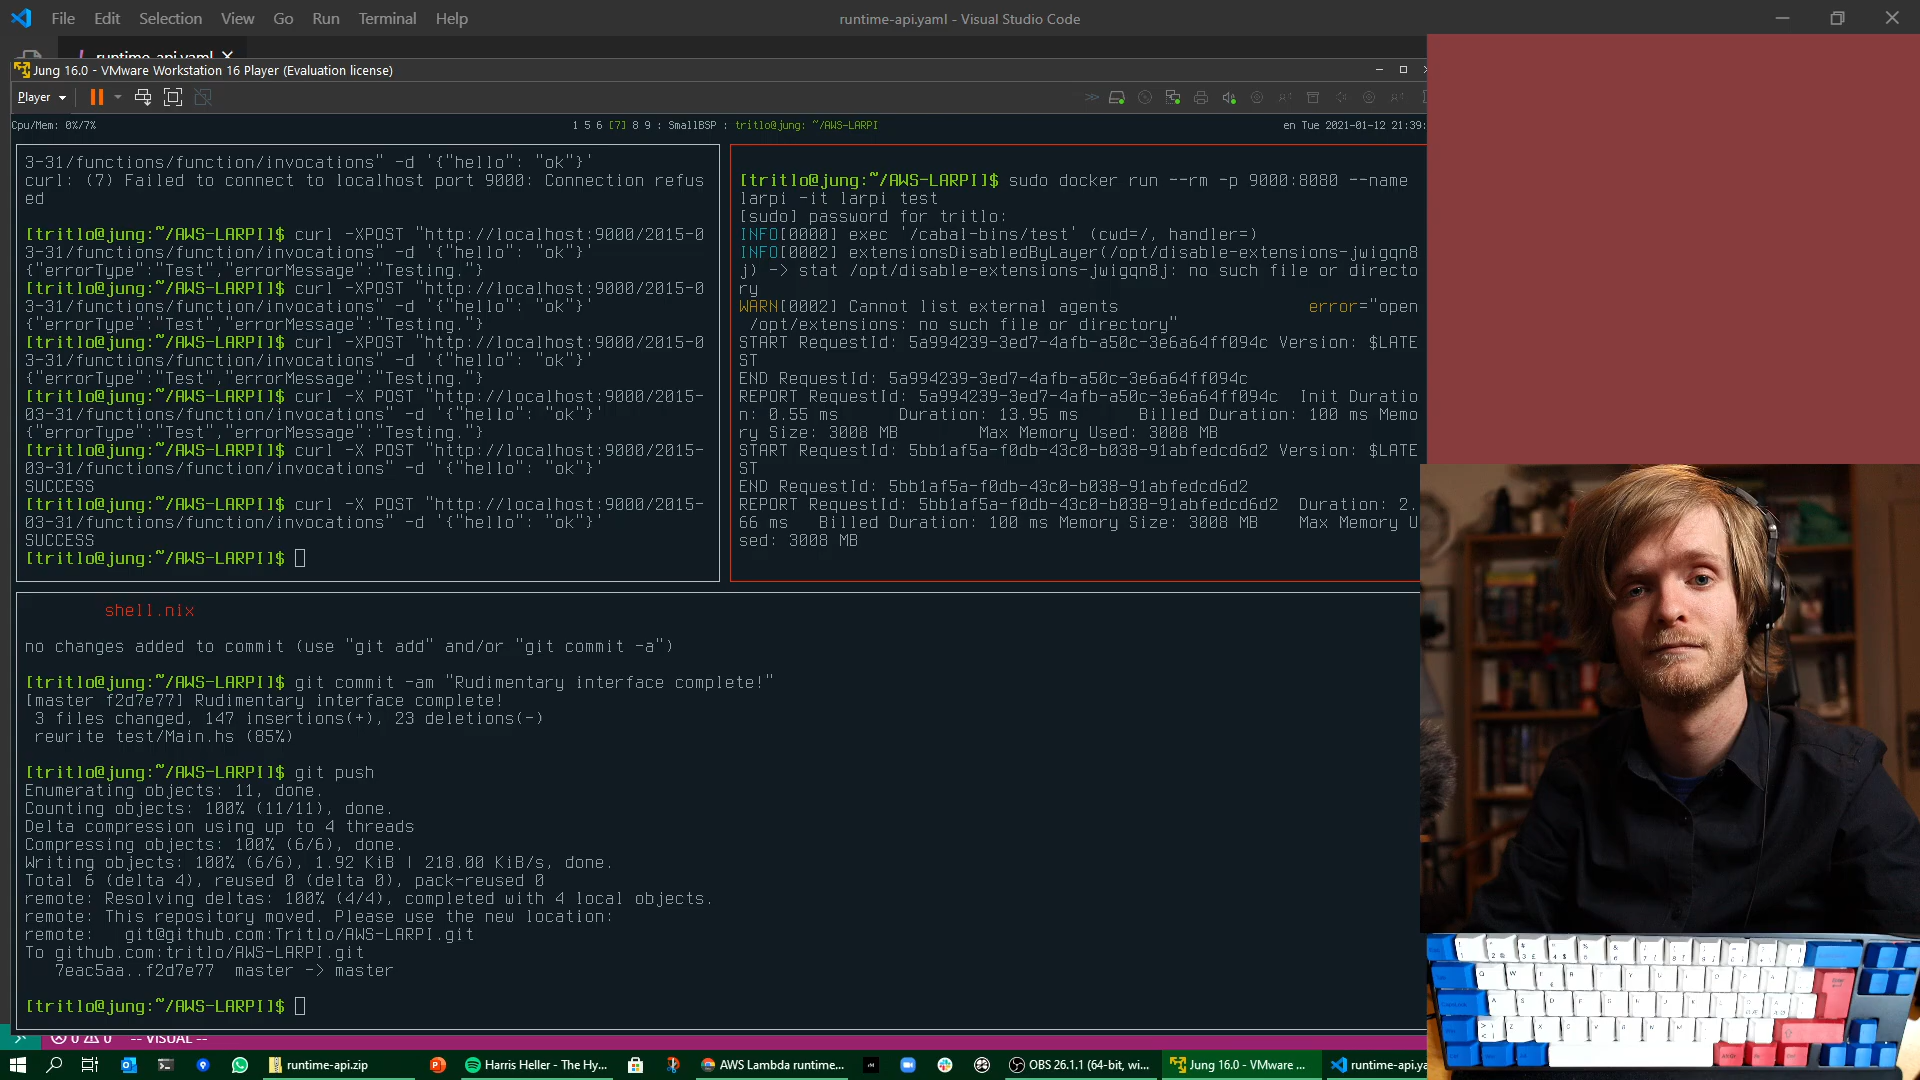 File Edit Selection View Go Run Terminal Help
runtime-api.yaml - Visual Studio Code
runtime-api.yaml
Jung 16.0 - VMware Workstation 16 Player (Evaluation license)
Player
Cpu/Mem: 0%/7%
1 5 6 [7] 8 9 : SmallBSP : tritlo@jung: ~/AWS-LARPI
en Tue 2021-01-12 21:39:
3-31/functions/function/invocations" -d '{"hello": "ok"}'
curl: (7) Failed to connect to localhost port 9000: Connection refus
ed
[tritlo@jung:~/AWS-LARPI]$ curl -XPOST "http://localhost:9000/2015-0
3-31/functions/function/invocations" -d '{"hello": "ok"}'
{"errorType":"Test","errorMessage":"Testing."}
[tritlo@jung:~/AWS-LARPI]$ curl -XPOST "http://localhost:9000/2015-0
3-31/functions/function/invocations" -d '{"hello": "ok"}'
{"errorType":"Test","errorMessage":"Testing."}
[tritlo@jung:~/AWS-LARPI]$ curl -XPOST "http://localhost:9000/2015-0
3-31/functions/function/invocations" -d '{"hello": "ok"}'
{"errorType":"Test","errorMessage":"Testing."}
[tritlo@jung:~/AWS-LARPI]$ curl -X POST "http://localhost:9000/2015-
03-31/functions/function/invocations" -d '{"hello": "ok"}'
{"errorType":"Test","errorMessage":"Testing."}
[tritlo@jung:~/AWS-LARPI]$ curl -X POST "http://localhost:9000/2015-
03-31/functions/function/invocations" -d '{"hello": "ok"}'
SUCCESS
[tritlo@jung:~/AWS-LARPI]$ curl -X POST "http://localhost:9000/2015-
03-31/functions/function/invocations" -d '{"hello": "ok"}'
SUCCESS
[tritlo@jung:~/AWS-LARPI]$
[tritlo@jung:~/AWS-LARPI]$ sudo docker run --rm -p 9000:8080 --name
larpi -it larpi test
[sudo] password for tritlo:
INFO[0000] exec '/cabal-bins/test' (cwd=/, handler=)
INFO[0002] extensionsDisabledByLayer(/opt/disable-extensions-jwigqn8
j) -> stat /opt/disable-extensions-jwigqn8j: no such file or directo
ry
WARN[0002] Cannot list external agents error="open
/opt/extensions: no such file or directory"
START RequestId: 5a994239-3ed7-4afb-a50c-3e6a64ff094c Version: $LATE
ST
END RequestId: 5a994239-3ed7-4afb-a50c-3e6a64ff094c
REPORT RequestId: 5a994239-3ed7-4afb-a50c-3e6a64ff094c Init Duratio
n: 0.55 ms Duration: 13.95 ms Billed Duration: 100 ms Memo
ry Size: 3008 MB Max Memory Used: 3008 MB
START RequestId: 5bb1af5a-f0db-43c0-b038-91abfedcd6d2 Version: $LATE
ST
END RequestId: 5bb1af5a-f0db-43c0-b038-91abfedcd6d2
REPORT RequestId: 5bb1af5a-f0db-43c0-b038-91abfedcd6d2 Duration: 2.
66 ms Billed Duration: 100 ms Memory Size: 3008 MB Max Memory U
sed: 3008 MB
shell.nix
no changes added to commit (use "git add" and/or "git commit -a")
[tritlo@jung:~/AWS-LARPI]$ git commit -am "Rudimentary interface complete!"
[master f2d7e77] Rudimentary interface complete!
3 files changed, 147 insertions(+), 23 deletions(-)
rewrite test/Main.hs (85%)
[tritlo@jung:~/AWS-LARPI]$ git push
Enumerating objects: 11, done.
Counting objects: 100% (11/11), done.
Delta compression using up to 4 threads
Compressing objects: 100% (6/6), done.
Writing objects: 100% (6/6), 1.92 KiB | 218.00 KiB/s, done.
Total 6 (delta 4), reused 0 (delta 0), pack-reused 0
remote: Resolving deltas: 100% (4/4), completed with 4 local objects.
remote: This repository moved. Please use the new location:
remote: git@github.com:Tritlo/AWS-LARPI.git
To github.com:tritlo/AWS-LARPI.git
7eac5aa..f2d7e77 master -> master
[tritlo@jung:~/AWS-LARPI]$
0 0 -- VISUAL --
runtime-api.zip
Harris Heller - The Hy...
AWS Lambda runtime...
OBS 26.1.1 (64-bit, wi...
Jung 16.0 - VMware ...
runtime-api.ya